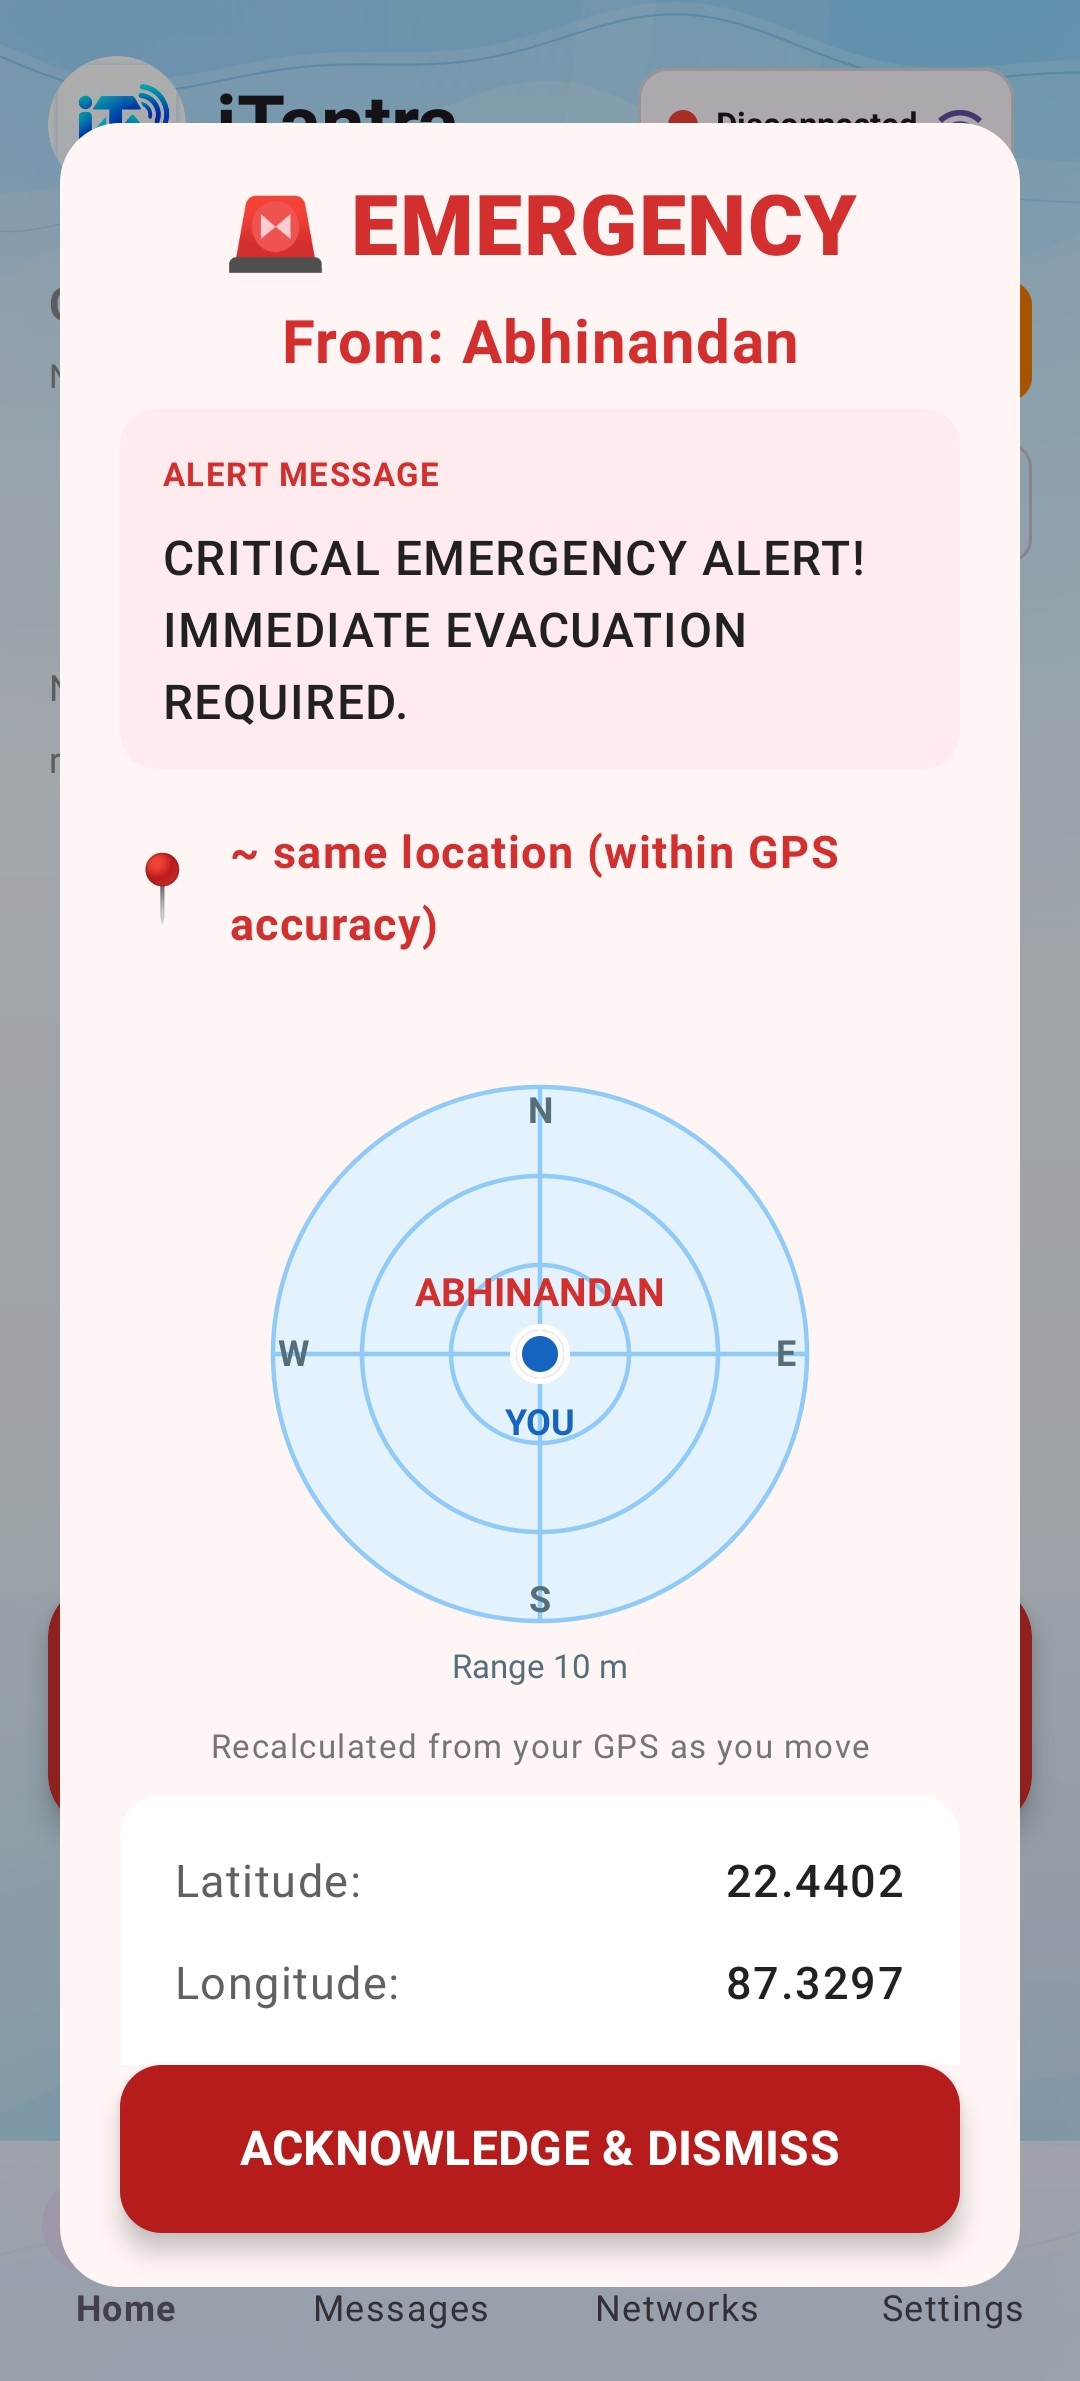 iTantra
Disconnected
EMERGENCY
From: Abhinandan
ALERT MESSAGE
CRITICAL EMERGENCY ALERT!
IMMEDIATE EVACUATION
REQUIRED.
~ same location (within GPS
accuracy)
N
ABHINANDAN
W
E
YOU
S
Range 10 m
Recalculated from your GPS as you move
Latitude: 22.4402
Longitude: 87.3297
ACKNOWLEDGE & DISMISS
Home Messages Networks Settings